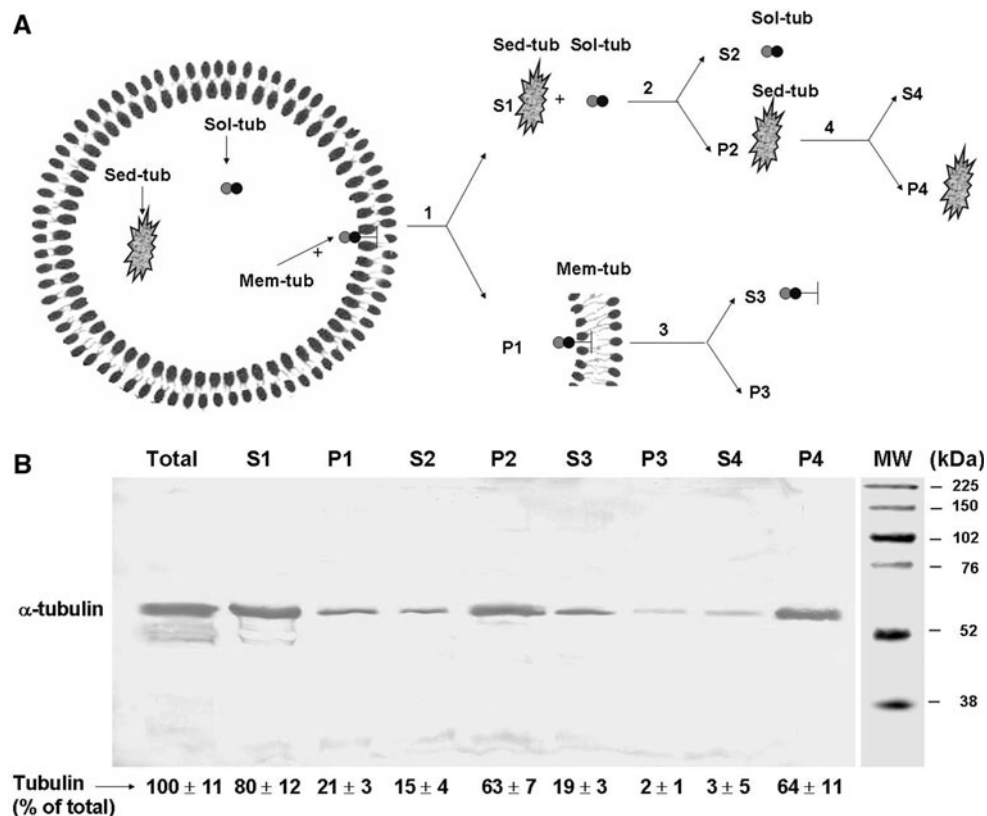 A
Sed-tub Sol-tub
Sol-tub
S2
Sol-tub
Sed-tub
S1
+
2
Sed-tub
S4
P2
4
P4
1
Mem-tub
+
Mem-tub
S3
P1
3
P3
B
Total S1 P1 S2 P2 S3 P3 S4 P4 MW (kDa)
– 225
– 150
– 102
– 76
α-tubulin
– 52
– 38
Tubulin 100 ± 11 80 ± 12 21 ± 3 15 ± 4 63 ± 7 19 ± 3 2 ± 1 3 ± 5 64 ± 11
(% of total)